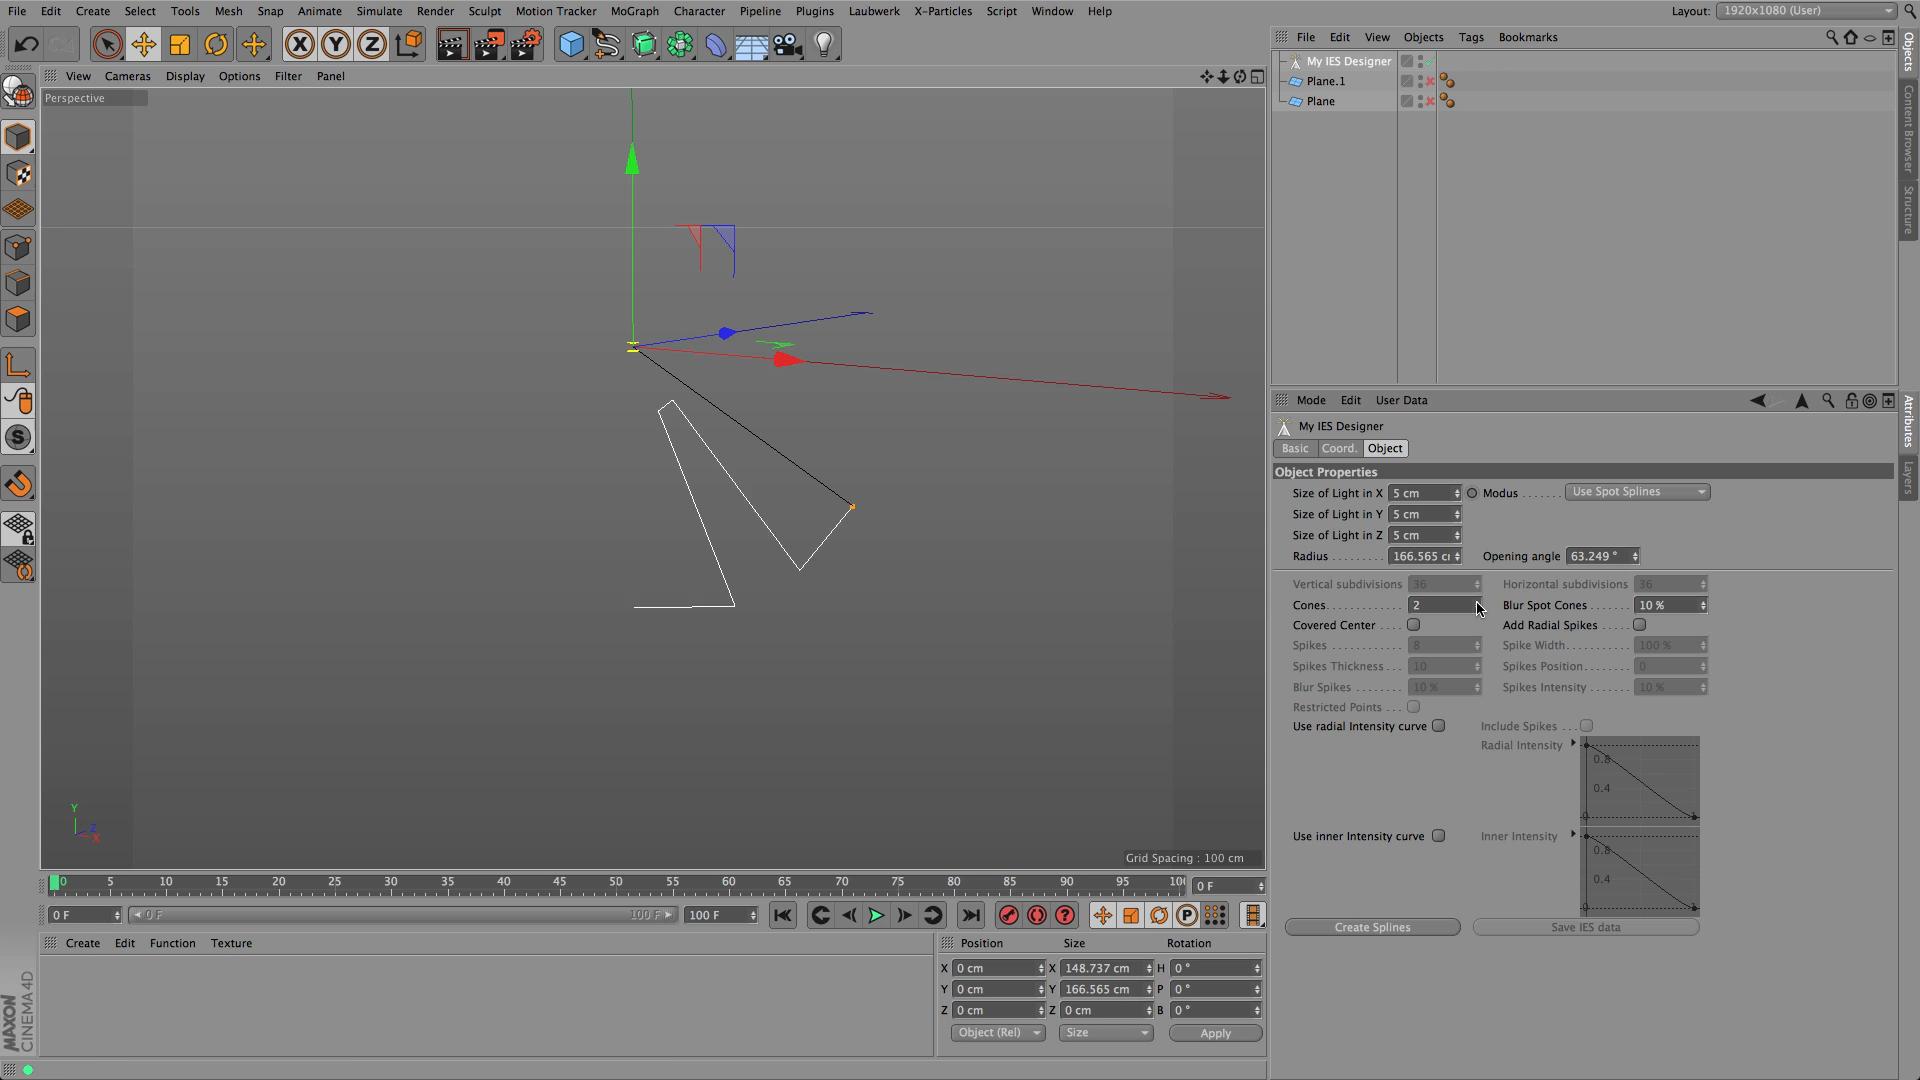 File Edit Create Select Tools Mesh Snap Animate Simulate Render Sculpt Motion Tracker MoGraph Character Pipeline Plugins Laubwerk X-Particles Script Window Help Layout: 1920x1080 (User)
File Edit View Objects Tags Bookmarks
My IES Designer
Plane.1
Plane
Objects
Content Browser
Structure
View Cameras Display Options Filter Panel
Perspective
Y
Z
X
Grid Spacing : 100 cm
Mode Edit User Data
My IES Designer
Basic Coord. Object
Object Properties
Size of Light in X 5 cm Modus Use Spot Splines
Size of Light in Y 5 cm
Size of Light in Z 5 cm
Radius 166.565 Opening angle 63.249 °
Vertical subdivisions 36 Horizontal subdivisions 36
Cones 2 Blur Spot Cones 10 %
Covered Center Add Radial Spikes
Spikes 8 Spike Width 100 %
Spikes Thickness 10 Spikes Position 0
Blur Spikes 10 % Spikes Intensity 10 %
Restricted Points
Use radial Intensity curve Include Spikes
Radial Intensity
0.8
0.4
0 1
Use inner Intensity curve Inner Intensity
0.8
0.4
0 1
Create Splines Save IES data
Attributes
Layers
0 5 10 15 20 25 30 35 40 45 50 55 60 65 70 75 80 85 90 95 0 F
0 F 0 F 100 F 100 F P
Create Edit Function Texture
Position Size Rotation
X 0 cm X 148.737 cm H 0 °
Y 0 cm Y 166.565 cm P 0 °
Z 0 cm Z 0 cm B 0 °
Object (Rel) Size Apply
MAXON
CINEMA 4D